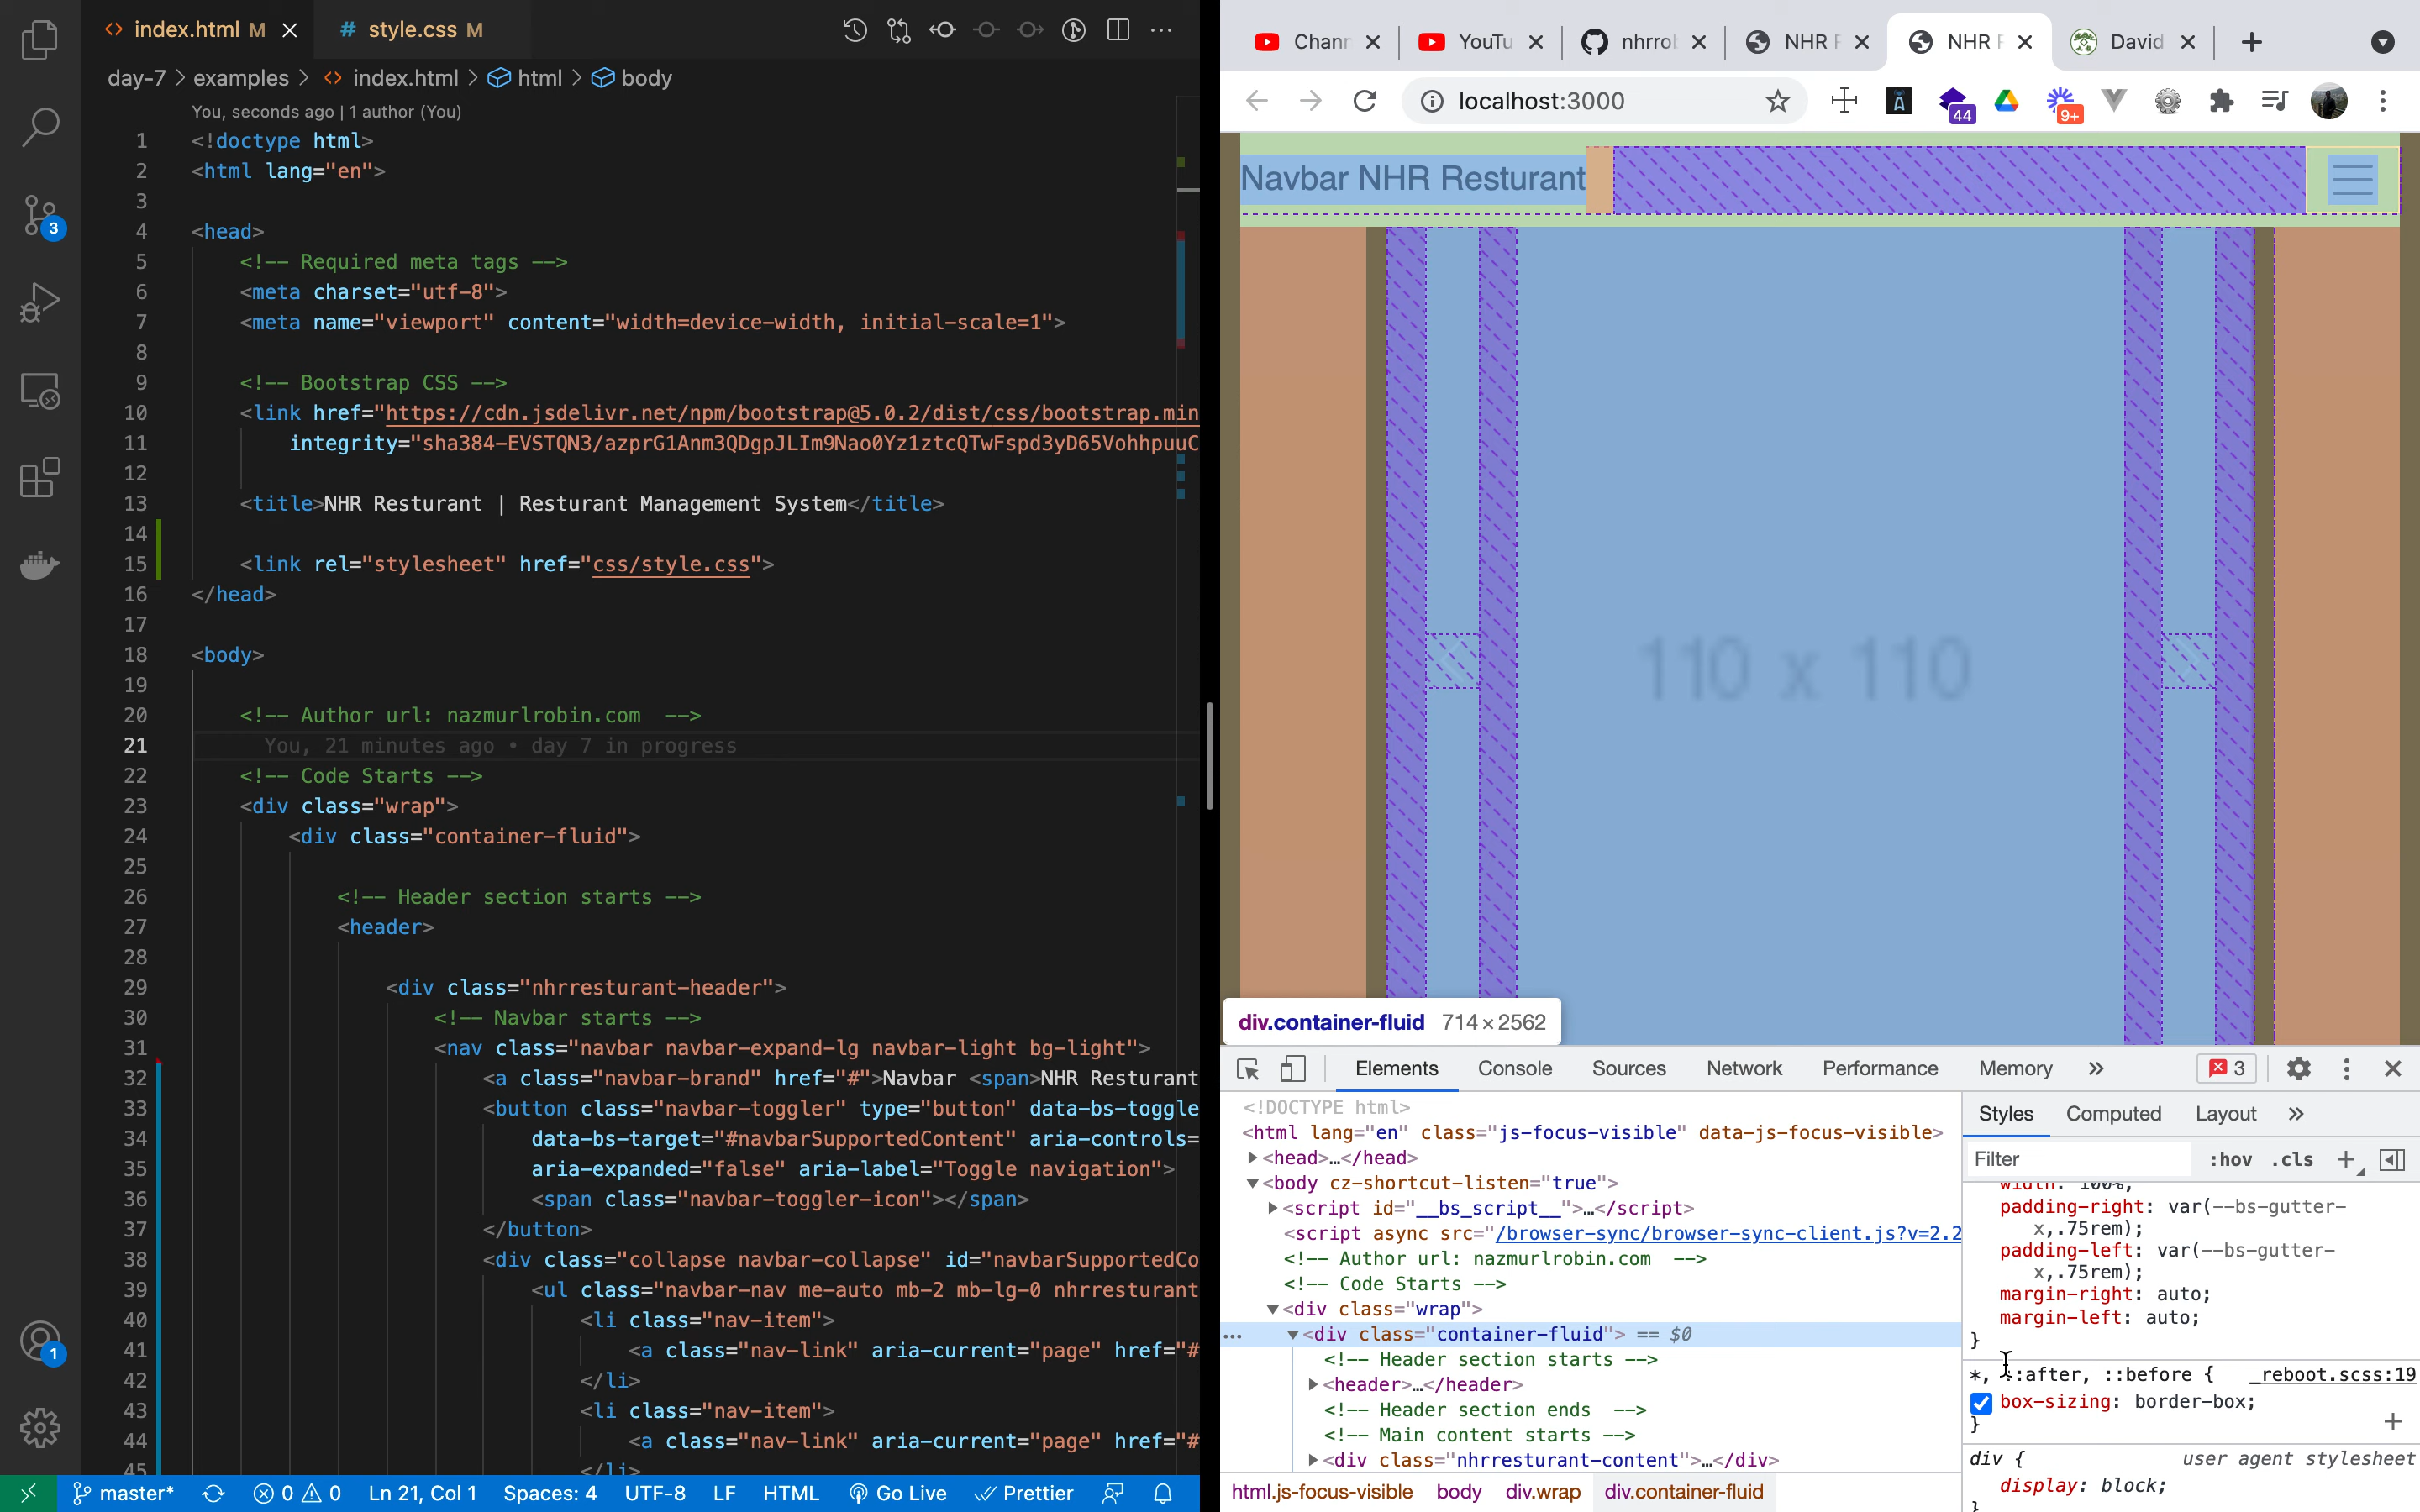 index.html M
style.css M
day-7 > examples > index.html > html > body
You, seconds ago | 1 author (You)
1 <!doctype html>
2 <html lang="en">
3
4 <head>
5 <!-- Required meta tags -->
6 <meta charset="utf-8">
7 <meta name="viewport" content="width=device-width, initial-scale=1">
8
9 <!-- Bootstrap CSS -->
10 <link href="https://cdn.jsdelivr.net/npm/bootstrap@5.0.2/dist/css/bootstrap.min
11 integrity="sha384-EVSTQN3/azprG1Anm3QDgpJLIm9Nao0Yz1ztcQTwFspd3yD65VohhpuuC
12
13 <title>NHR Resturant | Resturant Management System</title>
14
15 <link rel="stylesheet" href="css/style.css">
16 </head>
17
18 <body>
19
20 <!-- Author url: nazmurlrobin.com -->
21 You, 21 minutes ago • day 7 in progress
22 <!-- Code Starts -->
23 <div class="wrap">
24 <div class="container-fluid">
25
26 <!-- Header section starts -->
27 <header>
28
29 <div class="nhrresturant-header">
30 <!-- Navbar starts -->
31 <nav class="navbar navbar-expand-lg navbar-light bg-light">
32 <a class="navbar-brand" href="#">Navbar <span>NHR Resturant
33 <button class="navbar-toggler" type="button" data-bs-toggle
34 data-bs-target="#navbarSupportedContent" aria-controls=
35 aria-expanded="false" aria-label="Toggle navigation">
36 <span class="navbar-toggler-icon"></span>
37 </button>
38 <div class="collapse navbar-collapse" id="navbarSupportedCo
39 <ul class="navbar-nav me-auto mb-2 mb-lg-0 nhrresturant
40 <li class="nav-item">
41 <a class="nav-link" aria-current="page" href="#
42 </li>
43 <li class="nav-item">
44 <a class="nav-link" aria-current="page" href="#
45 </li>
3
1
master* 0 0 Ln 21, Col 1 Spaces: 4 UTF-8 LF HTML Go Live Prettier
Chann YouTu nhrro NHR F NHR F David
localhost:3000
44
9+
Navbar NHR Resturant
110 x 110
div.container-fluid 714 × 2562
Elements Console Sources Network Performance Memory » 3
<!DOCTYPE html>
<html lang="en" class="js-focus-visible" data-js-focus-visible>
<head>…</head>
<body cz-shortcut-listen="true">
<script id="__bs_script__">…</script>
<script async src="/browser-sync/browser-sync-client.js?v=2.2
<!-- Author url: nazmurlrobin.com -->
<!-- Code Starts -->
<div class="wrap">
<div class="container-fluid"> == $0
<!-- Header section starts -->
<header>…</header>
<!-- Header section ends -->
<!-- Main content starts -->
<div class="nhrresturant-content">…</div>
html.js-focus-visible body div.wrap div.container-fluid
Styles Computed Layout »
Filter :hov .cls +
width: 100%;
padding-right: var(--bs-gutter-
x,.75rem);
padding-left: var(--bs-gutter-
x,.75rem);
margin-right: auto;
margin-left: auto;
}
*, ::after, ::before { _reboot.scss:19
box-sizing: border-box;
}
div { user agent stylesheet
display: block;
}